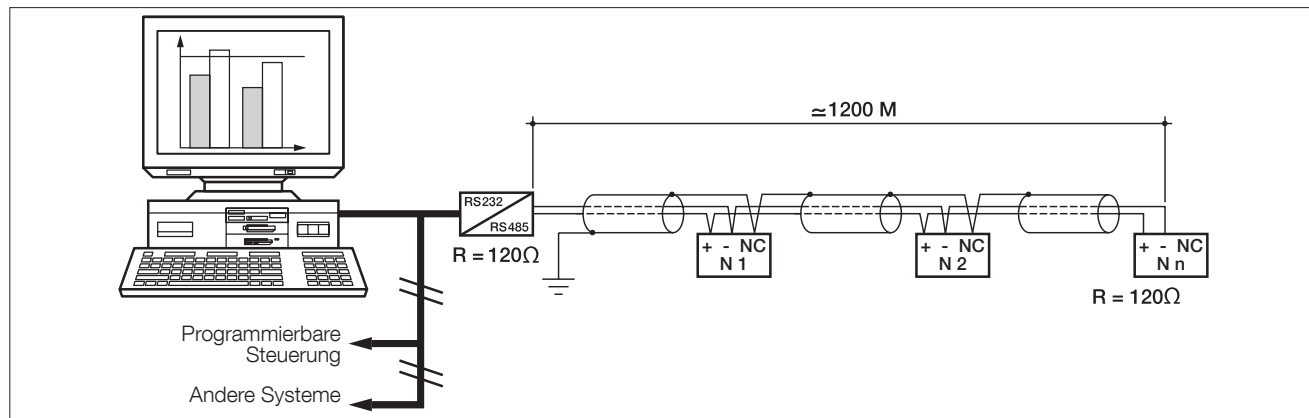 ≃1200 M
RS232
RS485
R = 120Ω
+ - NC
N 1
+ - NC
N 2
+ - NC
N n
R = 120Ω
Programmierbare
Steuerung
Andere Systeme